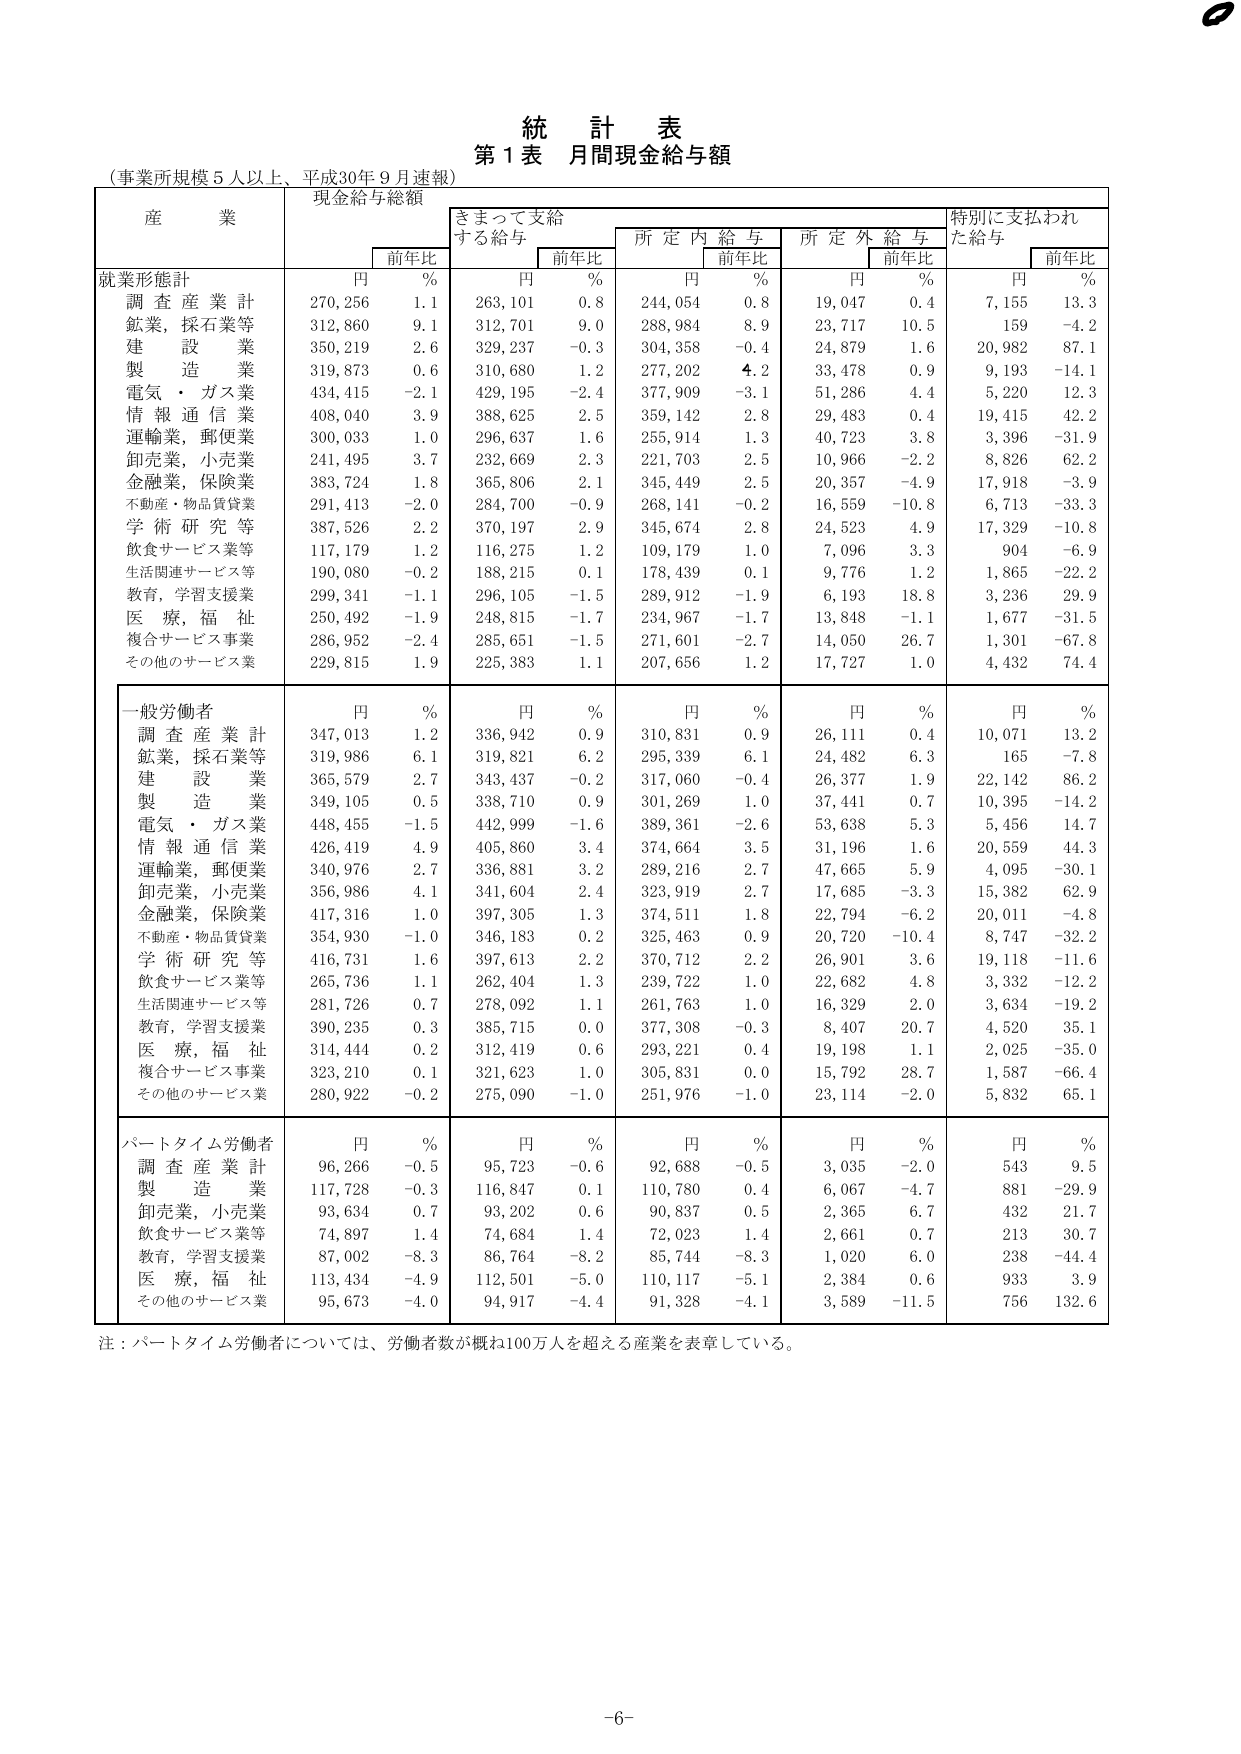 統 計 表
第１表 月間現金給与額
（事業所規模５人以上、平成30年９月速報）
産 業 現金給与総額
きまって支給する給与 特別に支払われた給与
所 定 内 給 与 所 定 外 給 与
前年比 前年比 前年比 前年比 前年比
就業形態計 円 % 円 % 円 % 円 % 円 %
調 査 産 業 計 270,256 1.1 263,101 0.8 244,054 0.8 19,047 0.4 7,155 13.3
鉱業，採石業等 312,860 9.1 312,701 9.0 288,984 8.9 23,717 10.5 159 -4.2
建 設 業 350,219 2.6 329,237 -0.3 304,358 -0.4 24,879 1.6 20,982 87.1
製 造 業 319,873 0.6 310,680 1.2 277,202 4.2 33,478 0.9 9,193 -14.1
電気 ・ ガス業 434,415 -2.1 429,195 -2.4 377,909 -3.1 51,286 4.4 5,220 12.3
情 報 通 信 業 408,040 3.9 388,625 2.5 359,142 2.8 29,483 0.4 19,415 42.2
運輸業，郵便業 300,033 1.0 296,637 1.6 255,914 1.3 40,723 3.8 3,396 -31.9
卸売業，小売業 241,495 3.7 232,669 2.3 221,703 2.5 10,966 -2.2 8,826 62.2
金融業，保険業 383,724 1.8 365,806 2.1 345,449 2.5 20,357 -4.9 17,918 -3.9
不動産・物品賃貸業 291,413 -2.0 284,700 -0.9 268,141 -0.2 16,559 -10.8 6,713 -33.3
学 術 研 究 等 387,526 2.2 370,197 2.9 345,674 2.8 24,523 4.9 17,329 -10.8
飲食サービス業等 117,179 1.2 116,275 1.2 109,179 1.0 7,096 3.3 904 -6.9
生活関連サービス等 190,080 -0.2 188,215 0.1 178,439 0.1 9,776 1.2 1,865 -22.2
教育，学習支援業 299,341 -1.1 296,105 -1.5 289,912 -1.9 6,193 18.8 3,236 29.9
医 療，福 祉 250,492 -1.9 248,815 -1.7 234,967 -1.7 13,848 -1.1 1,677 -31.5
複合サービス事業 286,952 -2.4 285,651 -1.5 271,601 -2.7 14,050 26.7 1,301 -67.8
その他のサービス業 229,815 1.9 225,383 1.1 207,656 1.2 17,727 1.0 4,432 74.4
一般労働者 円 % 円 % 円 % 円 % 円 %
調 査 産 業 計 347,013 1.2 336,942 0.9 310,831 0.9 26,111 0.4 10,071 13.2
鉱業，採石業等 319,986 6.1 319,821 6.2 295,339 6.1 24,482 6.3 165 -7.8
建 設 業 365,579 2.7 343,437 -0.2 317,060 -0.4 26,377 1.9 22,142 86.2
製 造 業 349,105 0.5 338,710 0.9 301,269 1.0 37,441 0.7 10,395 -14.2
電気 ・ ガス業 448,455 -1.5 442,999 -1.6 389,361 -2.6 53,638 5.3 5,456 14.7
情 報 通 信 業 426,419 4.9 405,860 3.4 374,664 3.5 31,196 1.6 20,559 44.3
運輸業，郵便業 340,976 2.7 336,881 3.2 289,216 2.7 47,665 5.9 4,095 -30.1
卸売業，小売業 356,986 4.1 341,604 2.4 323,919 2.7 17,685 -3.3 15,382 62.9
金融業，保険業 417,316 1.0 397,305 1.3 374,511 1.8 22,794 -6.2 20,011 -4.8
不動産・物品賃貸業 354,930 -1.0 346,183 0.2 325,463 0.9 20,720 -10.4 8,747 -32.2
学 術 研 究 等 416,731 1.6 397,613 2.2 370,712 2.2 26,901 3.6 19,118 -11.6
飲食サービス業等 265,736 1.1 262,404 1.3 239,722 1.0 22,682 4.8 3,332 -12.2
生活関連サービス等 281,726 0.7 278,092 1.1 261,763 1.0 16,329 2.0 3,634 -19.2
教育，学習支援業 390,235 0.3 385,715 0.0 377,308 -0.3 8,407 20.7 4,520 35.1
医 療，福 祉 314,444 0.2 312,419 0.6 293,221 0.4 19,198 1.1 2,025 -35.0
複合サービス事業 323,210 0.1 321,623 1.0 305,831 0.0 15,792 28.7 1,587 -66.4
その他のサービス業 280,922 -0.2 275,090 -1.0 251,976 -1.0 23,114 -2.0 5,832 65.1
パートタイム労働者 円 % 円 % 円 % 円 % 円 %
調 査 産 業 計 96,266 -0.5 95,723 -0.6 92,688 -0.5 3,035 -2.0 543 9.5
製 造 業 117,728 -0.3 116,847 0.1 110,780 0.4 6,067 -4.7 881 -29.9
卸売業，小売業 93,634 0.7 93,202 0.6 90,837 0.5 2,365 6.7 432 21.7
飲食サービス業等 74,897 1.4 74,684 1.4 72,023 1.4 2,661 0.7 213 30.7
教育，学習支援業 87,002 -8.3 86,764 -8.2 85,744 -8.3 1,020 6.0 238 -44.4
医 療，福 祉 113,434 -4.9 112,501 -5.0 110,117 -5.1 2,384 0.6 933 3.9
その他のサービス業 95,673 -4.0 94,917 -4.4 91,328 -4.1 3,589 -11.5 756 132.6
注：パートタイム労働者については、労働者数が概ね100万人を超える産業を表章している。
-6-